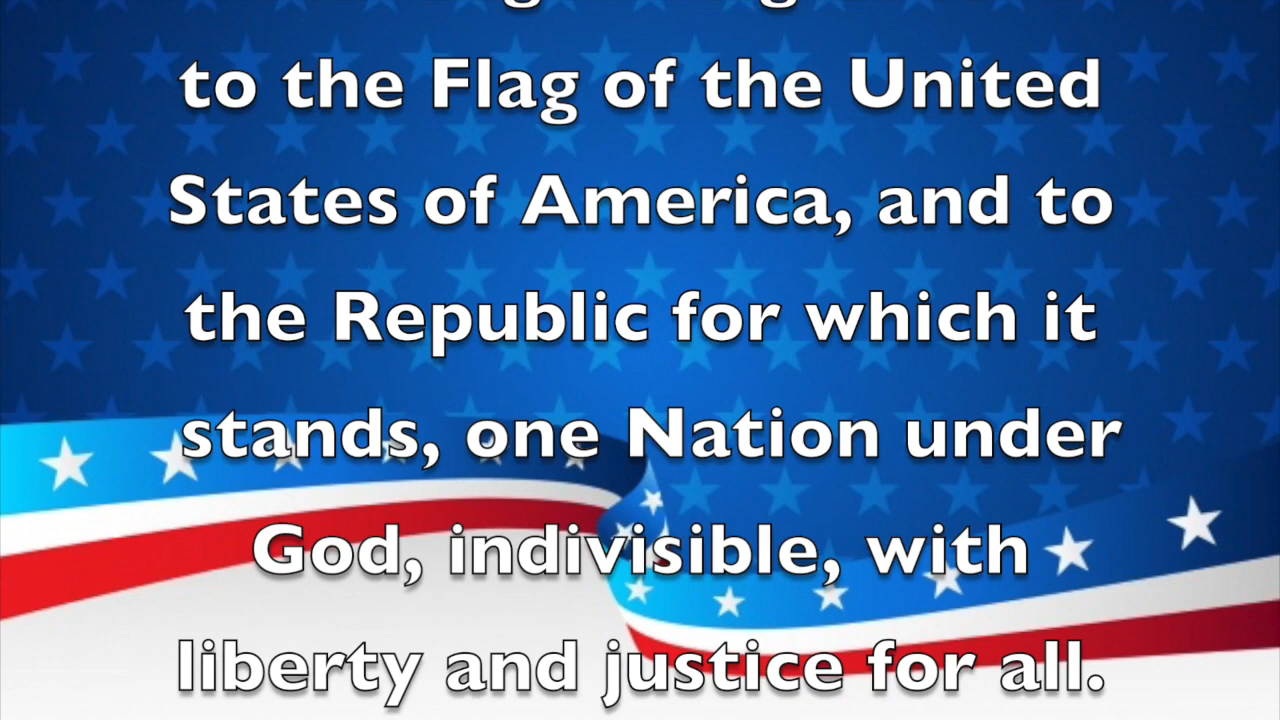 to the Flag of the United
States of America, and to
the Republic for which it
stands, one Nation under
God, indivisible, with
liberty and justice for all.